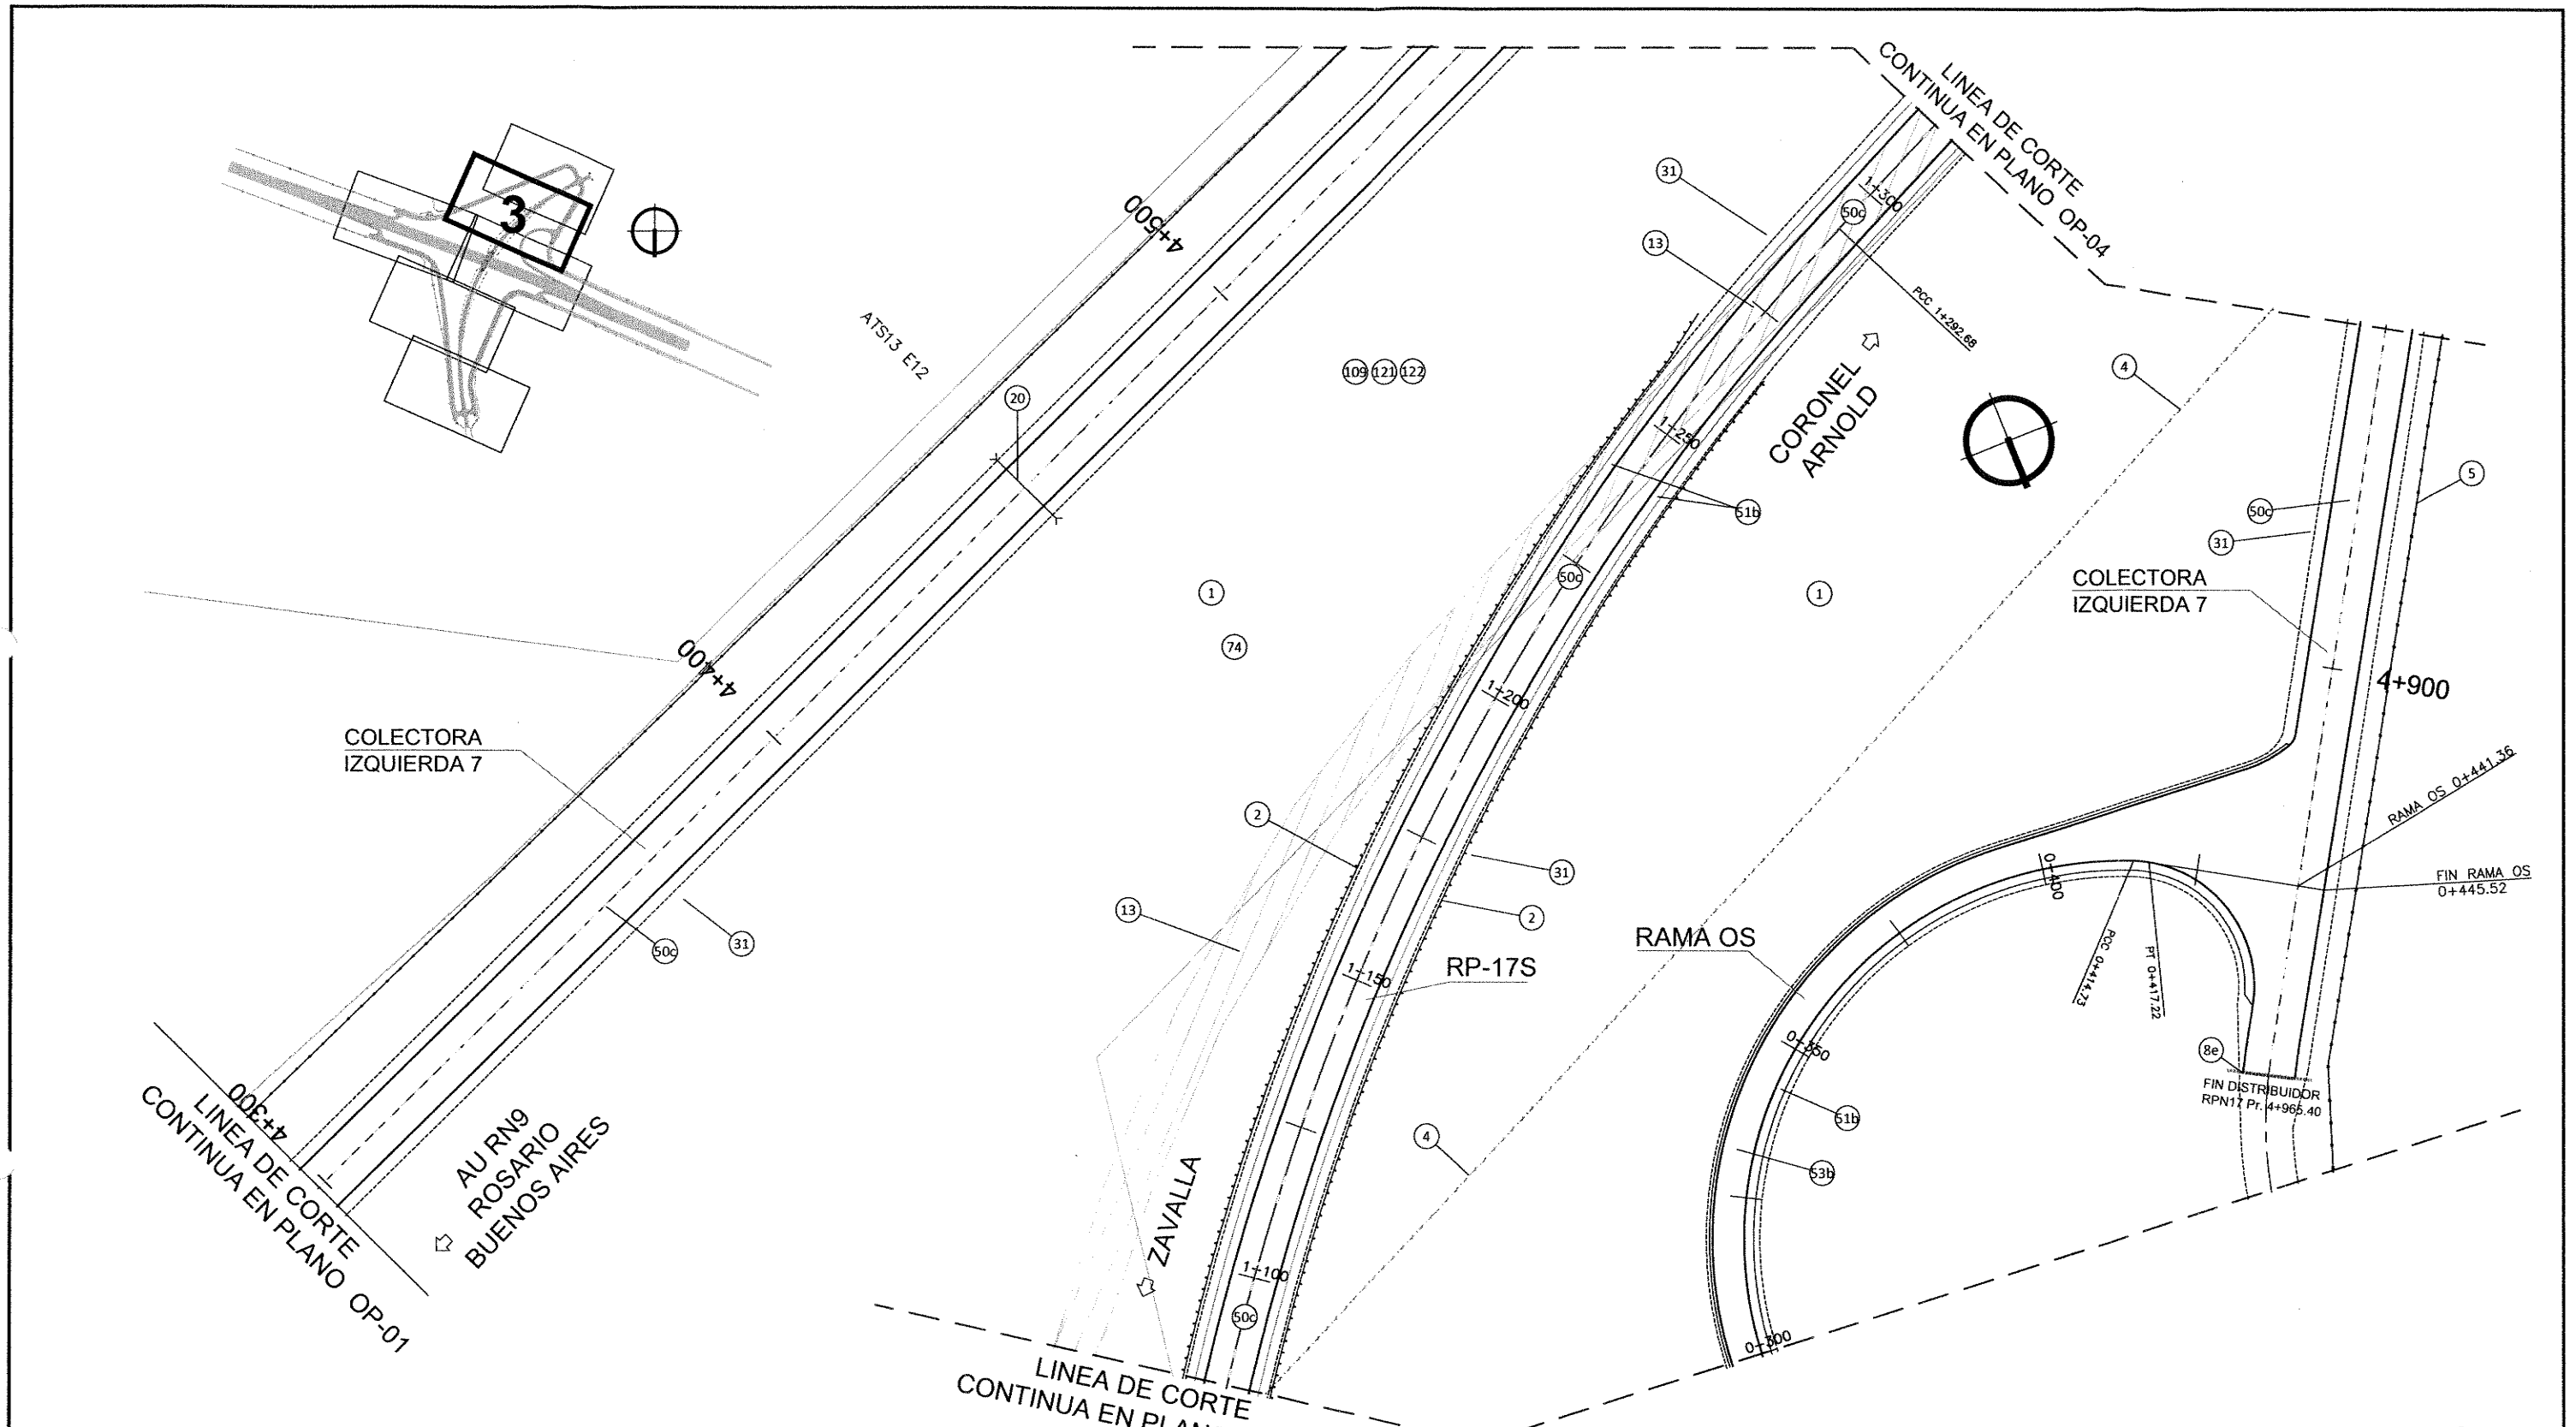 LINEA DE CORTE
CONTINUA EN PLANO OP-04
3
4+500
ATS13 E12
20
31
13
1+300
50c
PCC 1+292.68
109 121 122
CORONEL
ARNOLD
4
5
50c
31
COLECTORA
IZQUIERDA 7
1+250
51b
50c
1
74
1
4+400
1+200
4+900
COLECTORA
IZQUIERDA 7
2
31
2
13
50c
31
RP-17S
1+150
RAMA OS
0+400
RAMA OS 0+441.36
FIN RAMA OS
0+445.52
PCC 0+414.73
PT 0+417.22
0+350
8e
FIN DISTRIBUIDOR
RPN17 Pr. 4+965.40
51b
53b
4
4+300
LINEA DE CORTE
CONTINUA EN PLANO OP-01
AU RN9
ROSARIO
BUENOS AIRES
ZAVALLA
1+100
50c
0+300
LINEA DE CORTE
CONTINUA EN